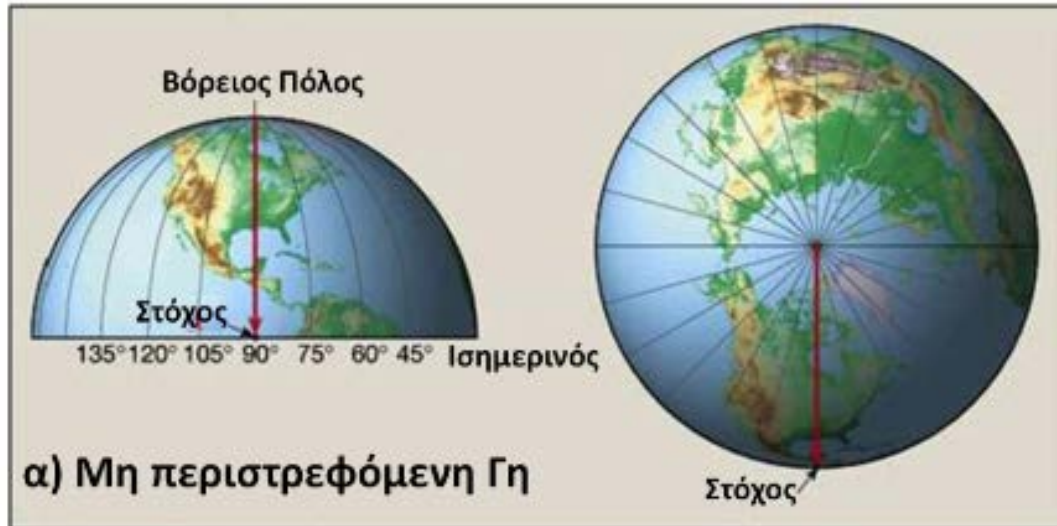 Βόρειος Πόλος
Στόχος
135° 120° 105° 90° 75° 60° 45° Ισημερινός
α) Μη περιστρεφόμενη Γη
Στόχος